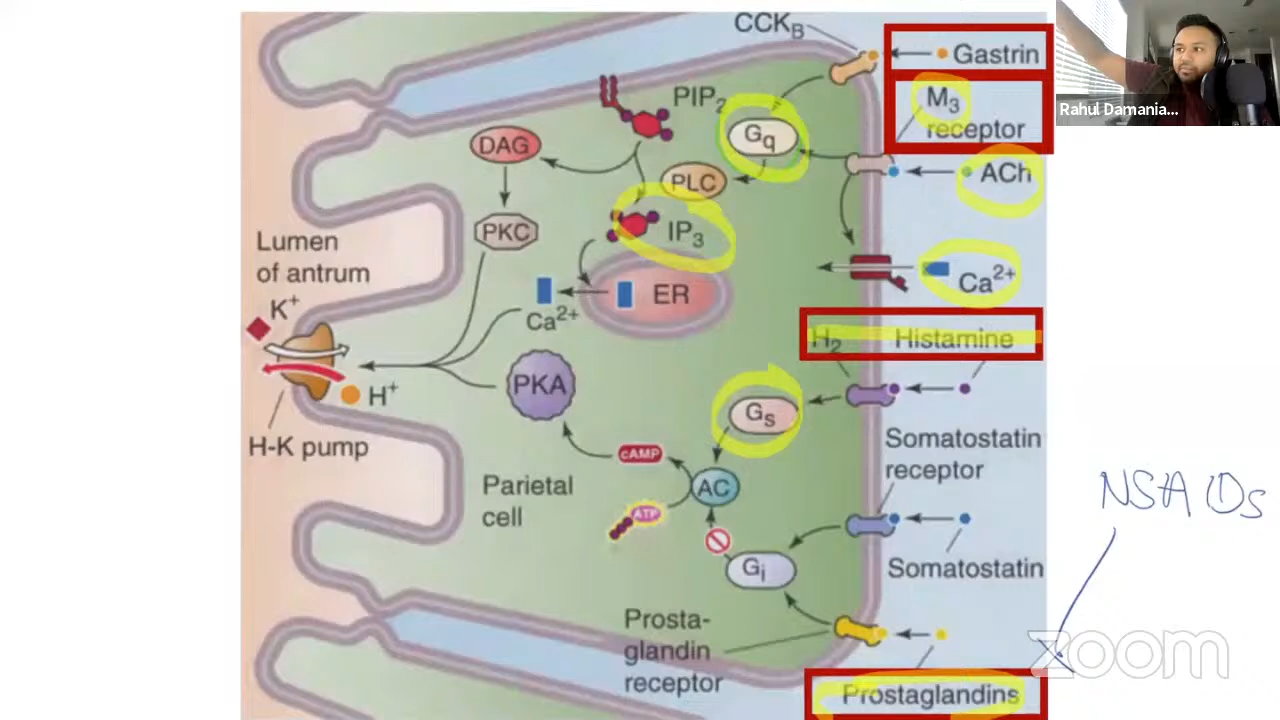 CCKB
Gastrin
M3
receptor
Rahul Damania...
PIP2
Gq
DAG
PLC
ACh
PKC
IP3
Lumen
of antrum
K+
ER
Ca2+
Ca2+
H2 Histamine
PKA
H+
Gs
H-K pump
cAMP
Somatostatin
receptor
Parietal
cell
AC
ATP
NSAIDs
Gi
Somatostatin
Prosta-
glandin
receptor
zoom
Prostaglandins